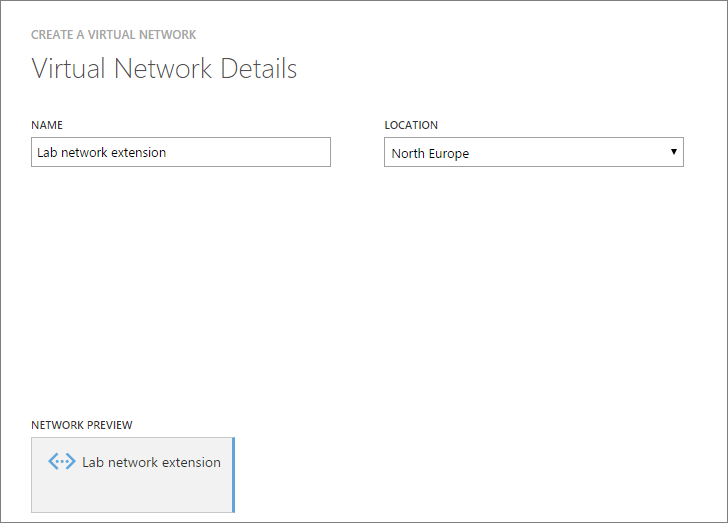 CREATE A VIRTUAL NETWORK
Virtual Network Details
NAME
LOCATION
Lab network extension
North Europe
NETWORK PREVIEW
Lab network extension